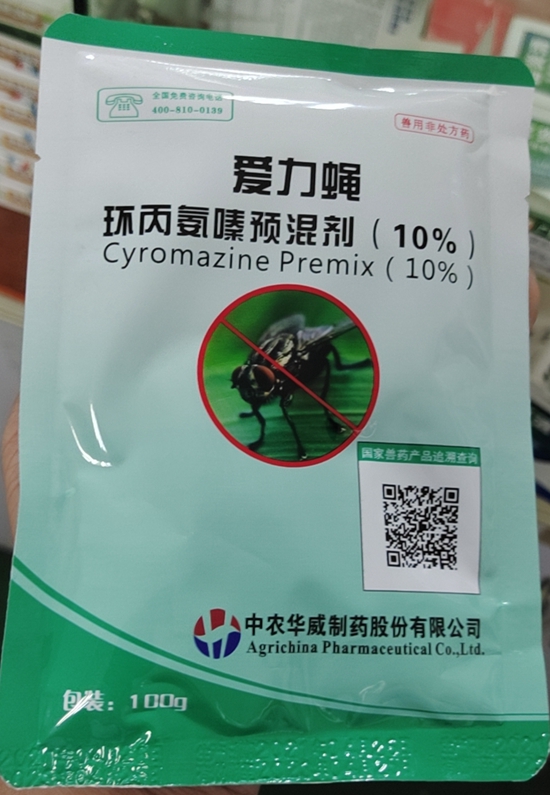 全国免费咨询电话
400-810-0139
兽用非处方药
爱力蝇
环丙氨嗪预混剂（10%）
Cyromazine Premix（10%）
国家兽药产品追溯查询
中农华威制药股份有限公司
Agrichina Pharmaceutical Co.,Ltd.
包装：100g